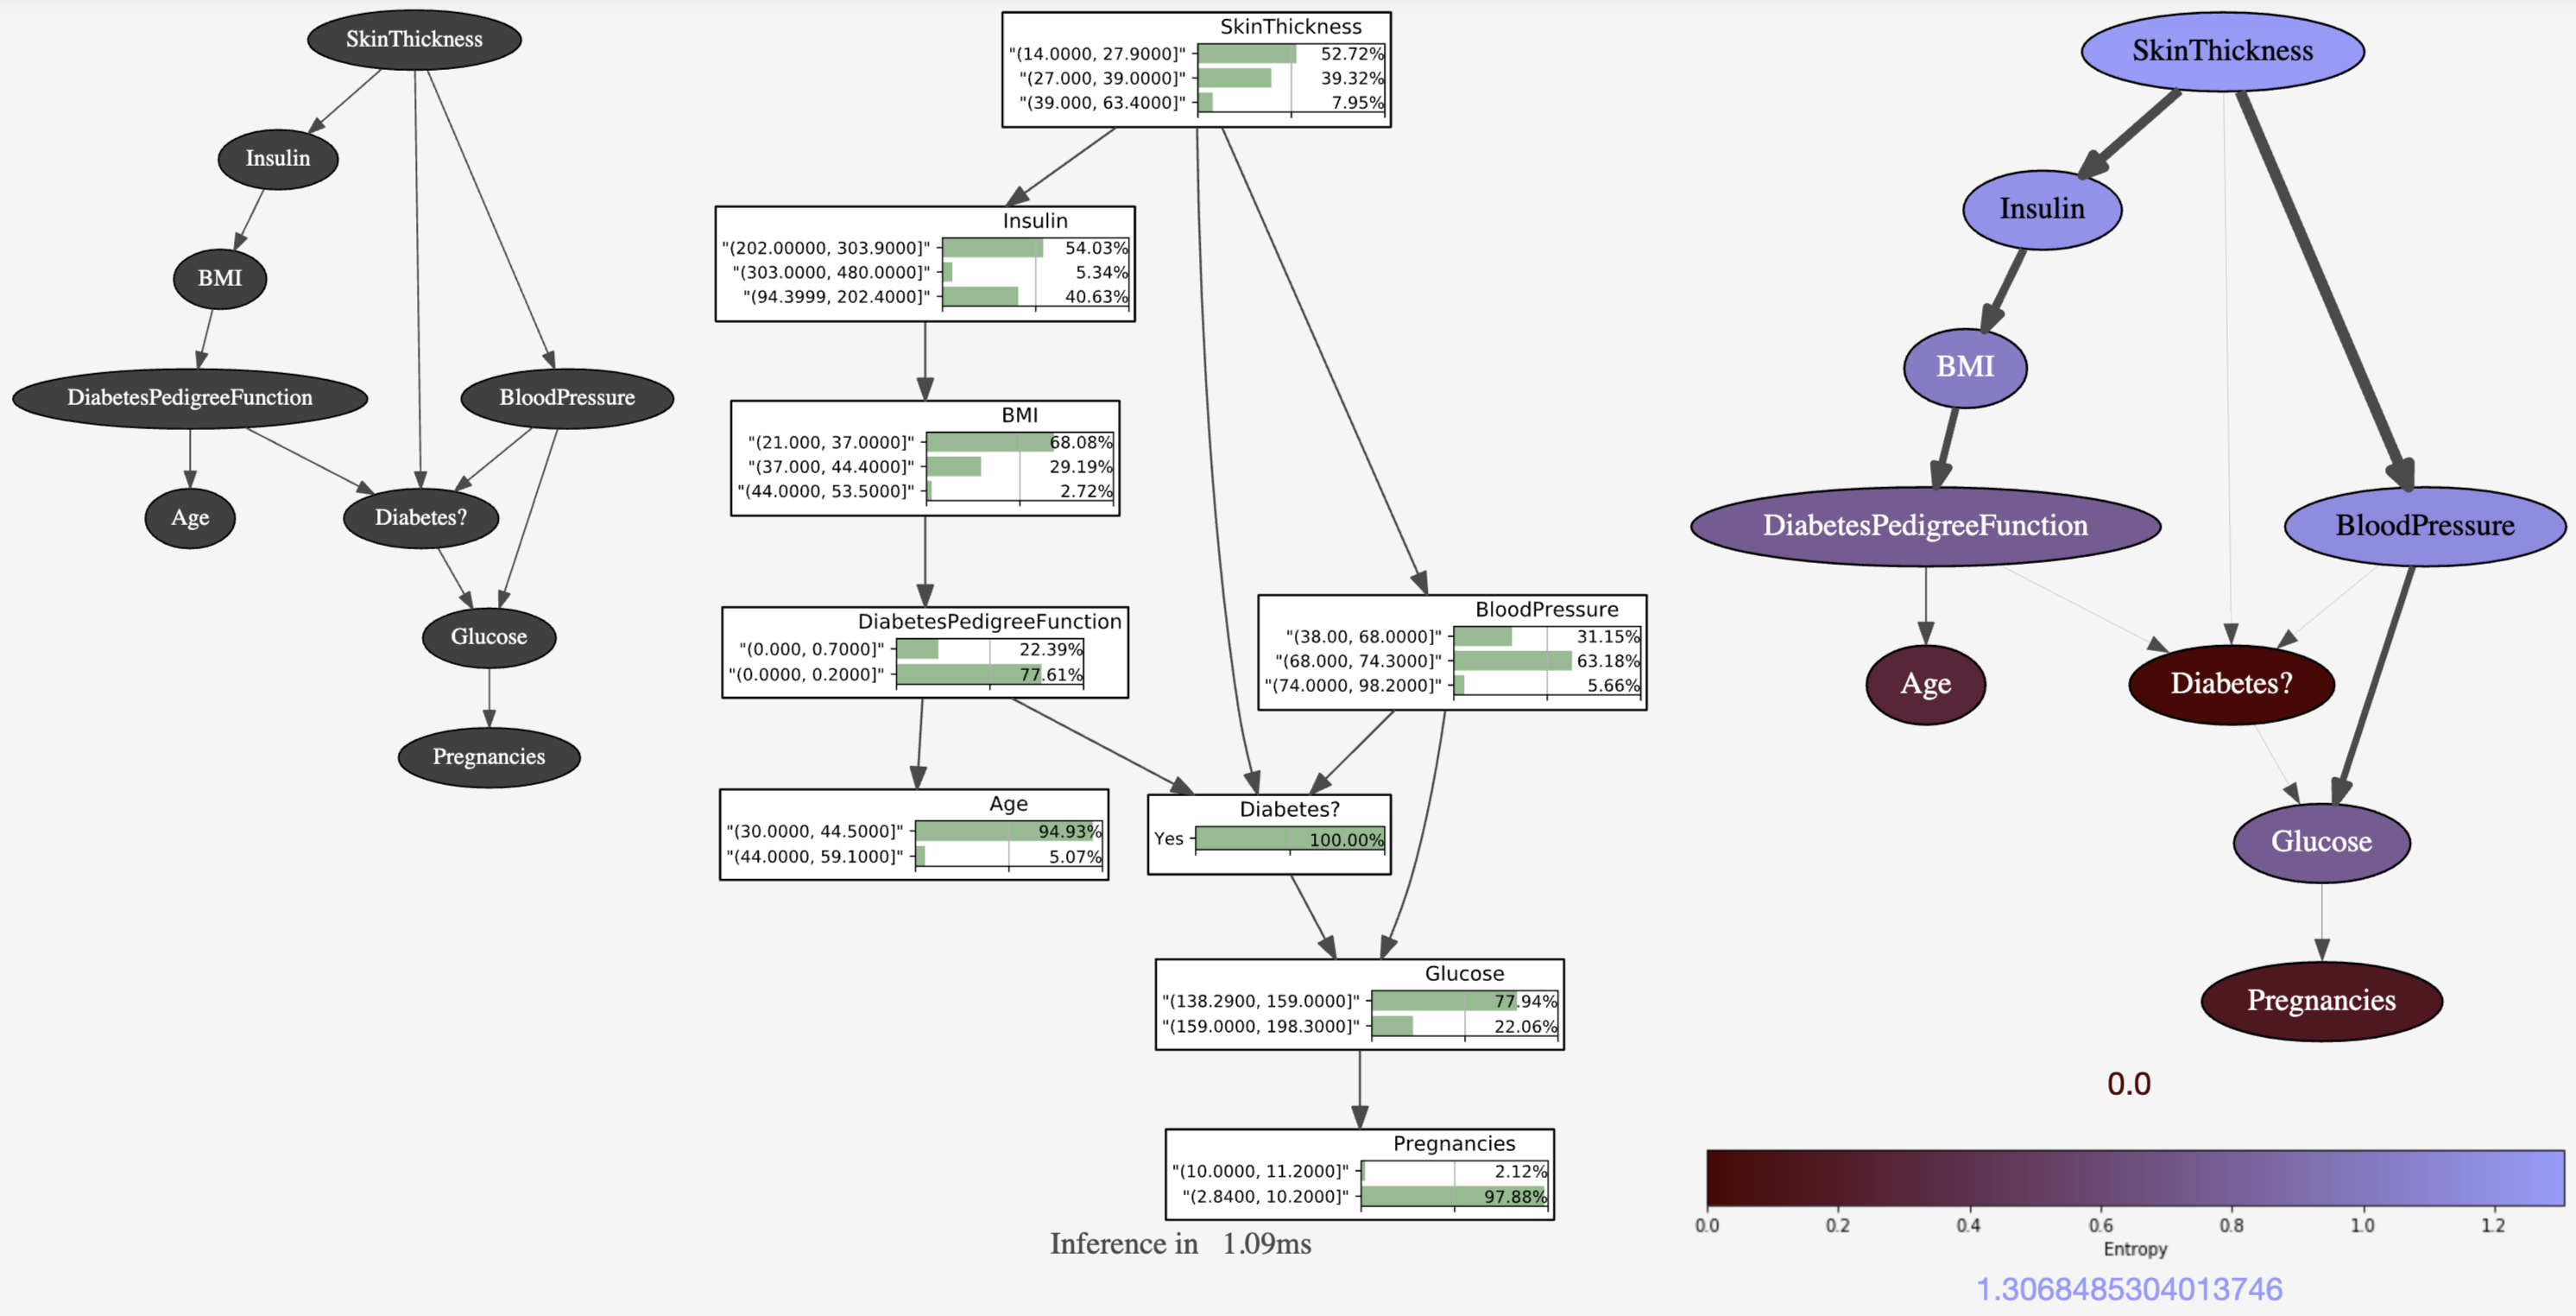 SkinThickness
Insulin
BMI
DiabetesPedigreeFunction
BloodPressure
Age
Diabetes?
Glucose
Pregnancies
SkinThickness
"(14.0000, 27.9000]" 52.72%
"(27.000, 39.0000]" 39.32%
"(39.000, 63.4000]" 7.95%
Insulin
"(202.00000, 303.9000]" 54.03%
"(303.0000, 480.0000]" 5.34%
"(94.3999, 202.4000]" 40.63%
BMI
"(21.000, 37.0000]" 68.08%
"(37.000, 44.4000]" 29.19%
"(44.0000, 53.5000]" 2.72%
DiabetesPedigreeFunction
"(0.000, 0.7000]" 22.39%
"(0.0000, 0.2000]" 77.61%
BloodPressure
"(38.00, 68.0000]" 31.15%
"(68.000, 74.3000]" 63.18%
"(74.0000, 98.2000]" 5.66%
Age
"(30.0000, 44.5000]" 94.93%
"(44.0000, 59.1000]" 5.07%
Diabetes?
Yes 100.00%
Glucose
"(138.2900, 159.0000]" 77.94%
"(159.0000, 198.3000]" 22.06%
Pregnancies
"(10.0000, 11.2000]" 2.12%
"(2.8400, 10.2000]" 97.88%
Inference in 1.09ms
SkinThickness
Insulin
BMI
DiabetesPedigreeFunction
BloodPressure
Age
Diabetes?
Glucose
Pregnancies
0.0
0.0 0.2 0.4 0.6 0.8 1.0 1.2
Entropy
1.3068485304013746